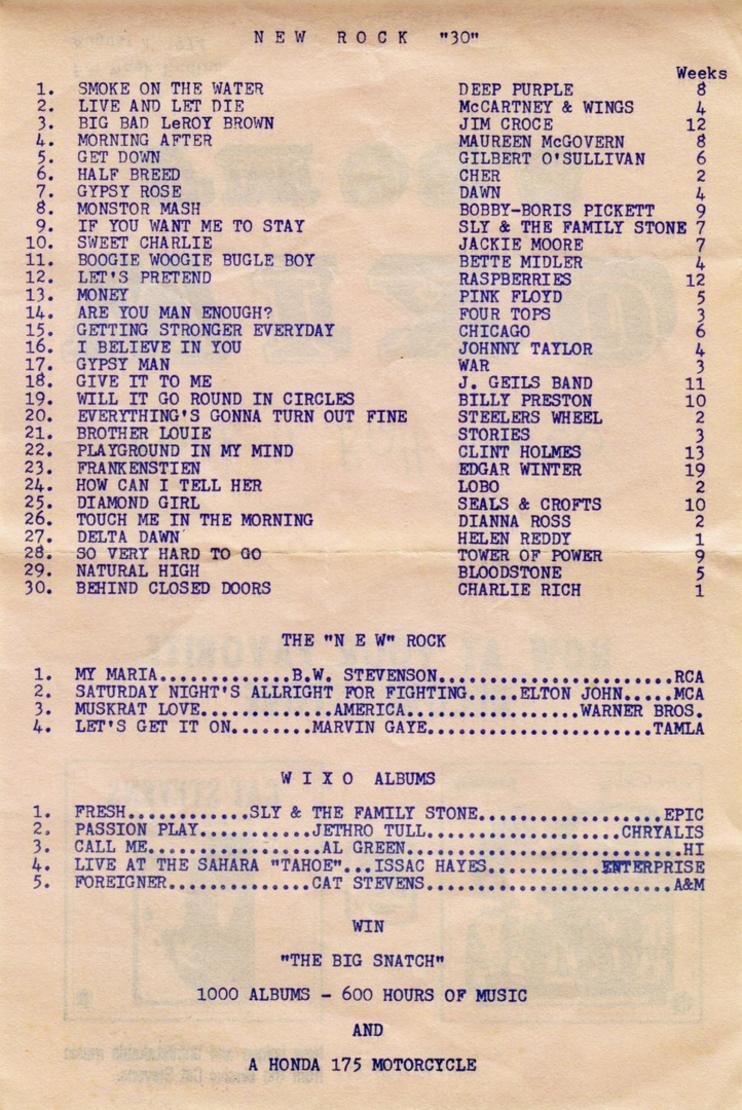 N E W  R O C K  "30"
Weeks
1. SMOKE ON THE WATER DEEP PURPLE 8
2. LIVE AND LET DIE McCARTNEY & WINGS 4
3. BIG BAD LeROY BROWN JIM CROCE 12
4. MORNING AFTER MAUREEN McGOVERN 8
5. GET DOWN GILBERT O'SULLIVAN 6
6. HALF BREED CHER 2
7. GYPSY ROSE DAWN 4
8. MONSTOR MASH BOBBY-BORIS PICKETT 9
9. IF YOU WANT ME TO STAY SLY & THE FAMILY STONE 7
10. SWEET CHARLIE JACKIE MOORE 7
11. BOOGIE WOOGIE BUGLE BOY BETTE MIDLER 4
12. LET'S PRETEND RASPBERRIES 12
13. MONEY PINK FLOYD 5
14. ARE YOU MAN ENOUGH? FOUR TOPS 3
15. GETTING STRONGER EVERYDAY CHICAGO 6
16. I BELIEVE IN YOU JOHNNY TAYLOR 4
17. GYPSY MAN WAR 3
18. GIVE IT TO ME J. GEILS BAND 11
19. WILL IT GO ROUND IN CIRCLES BILLY PRESTON 10
20. EVERYTHING'S GONNA TURN OUT FINE STEELERS WHEEL 2
21. BROTHER LOUIE STORIES 3
22. PLAYGROUND IN MY MIND CLINT HOLMES 13
23. FRANKENSTIEN EDGAR WINTER 19
24. HOW CAN I TELL HER LOBO 2
25. DIAMOND GIRL SEALS & CROFTS 10
26. TOUCH ME IN THE MORNING DIANNA ROSS 2
27. DELTA DAWN HELEN REDDY 1
28. SO VERY HARD TO GO TOWER OF POWER 9
29. NATURAL HIGH BLOODSTONE 5
30. BEHIND CLOSED DOORS CHARLIE RICH 1
THE "N E W" ROCK
1. MY MARIA.............B.W. STEVENSON.......................RCA
2. SATURDAY NIGHT'S ALLRIGHT FOR FIGHTING.....ELTON JOHN.....MCA
3. MUSKRAT LOVE.............AMERICA.................WARNER BROS.
4. LET'S GET IT ON........MARVIN GAYE......................TAMLA
W I X O  ALBUMS
1. FRESH............SLY & THE FAMILY STONE..................EPIC
2. PASSION PLAY...........JETHRO TULL...................CHRYALIS
3. CALL ME.................AL GREEN...........................HI
4. LIVE AT THE SAHARA "TAHOE"...ISSAC HAYES...........ENTERPRISE
5. FOREIGNER..............CAT STEVENS........................A&M
WIN
"THE BIG SNATCH"
1000 ALBUMS - 600 HOURS OF MUSIC
AND
A HONDA 175 MOTORCYCLE